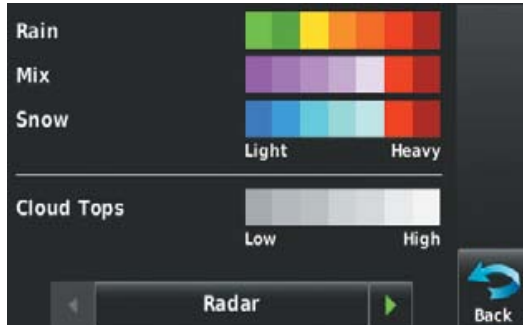 Rain
Mix
Snow
Light Heavy
Cloud Tops
Low High
Radar
Back